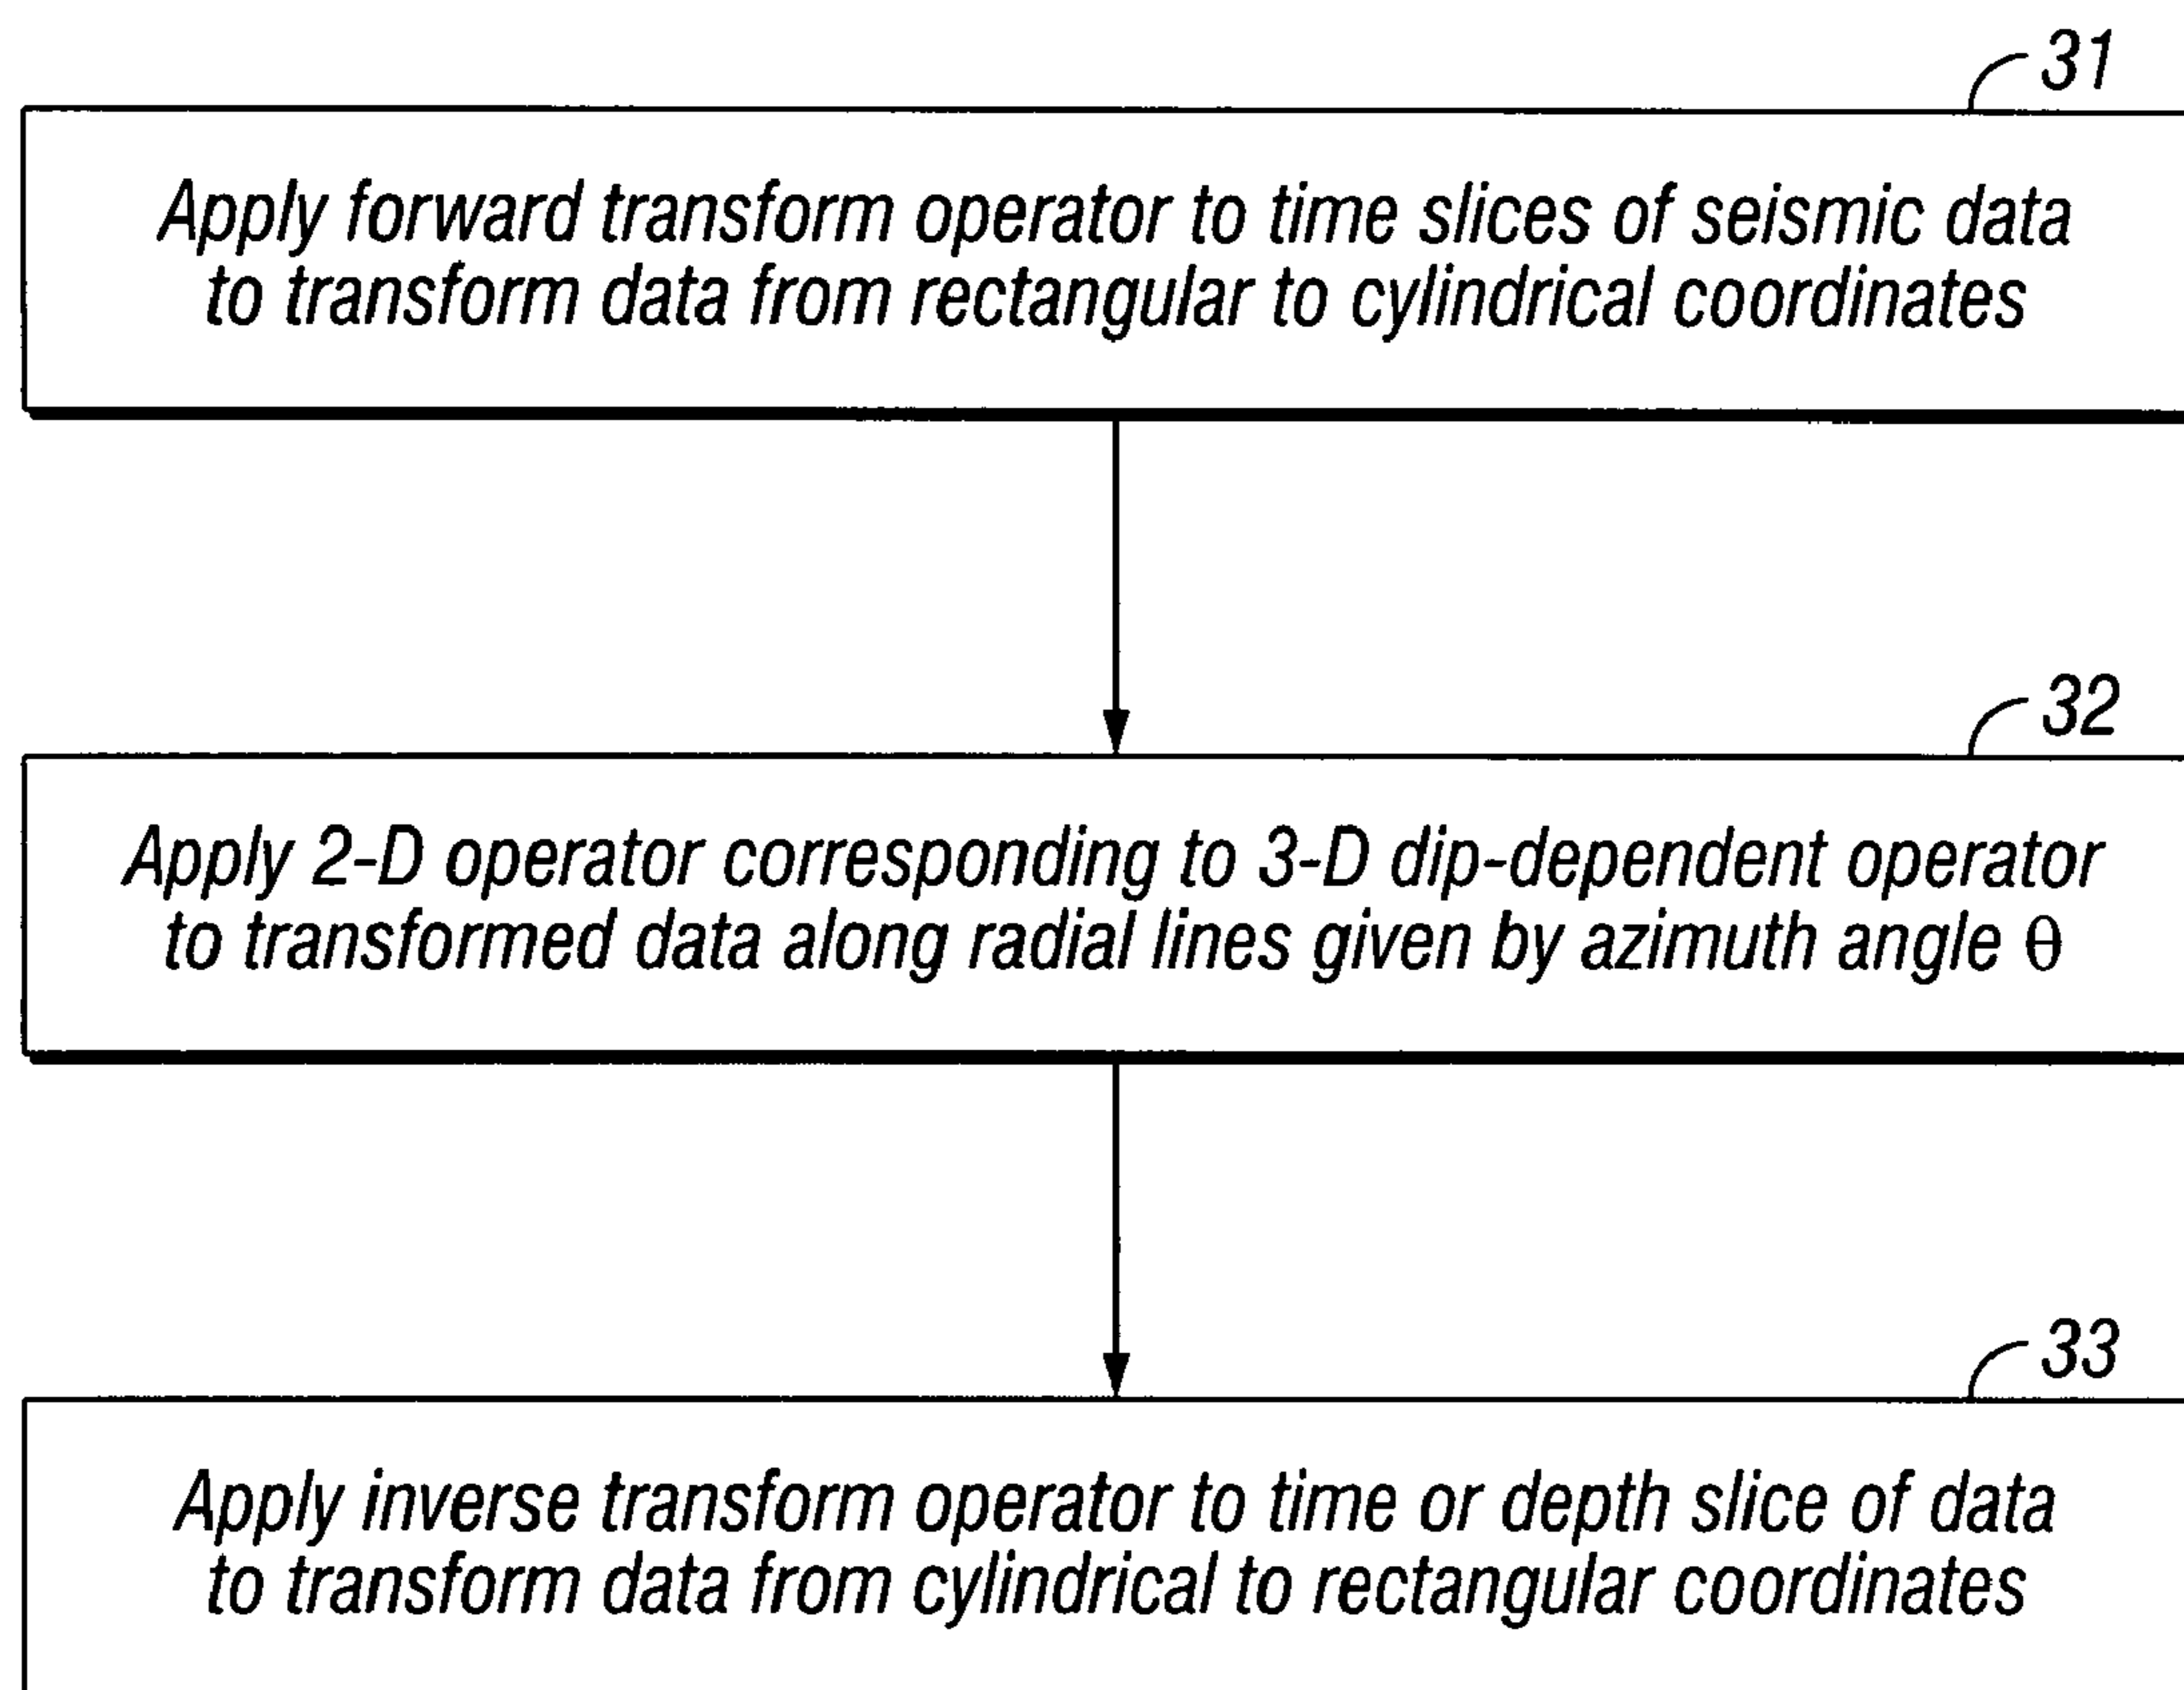 31
Apply forward transform operator to time slices of seismic data
to transform data from rectangular to cylindrical coordinates
32
Apply 2-D operator corresponding to 3-D dip-dependent operator
to transformed data along radial lines given by azimuth angle θ
33
Apply inverse transform operator to time or depth slice of data
to transform data from cylindrical to rectangular coordinates